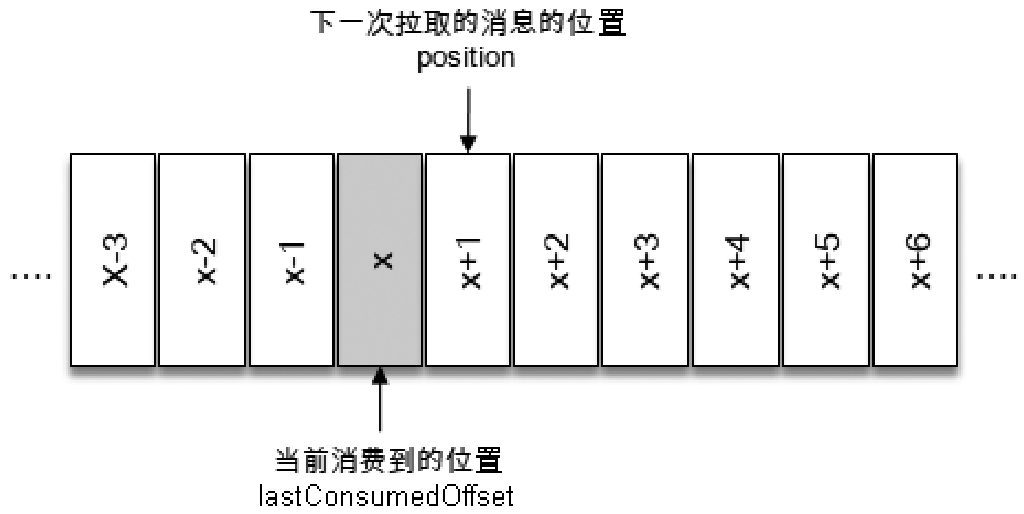 下一次拉取的消息的位置
position
.... X-3 x-2 x-1 x x+1 x+2 x+3 x+4 x+5 x+6 ....
当前消费到的位置
lastConsumedOffset